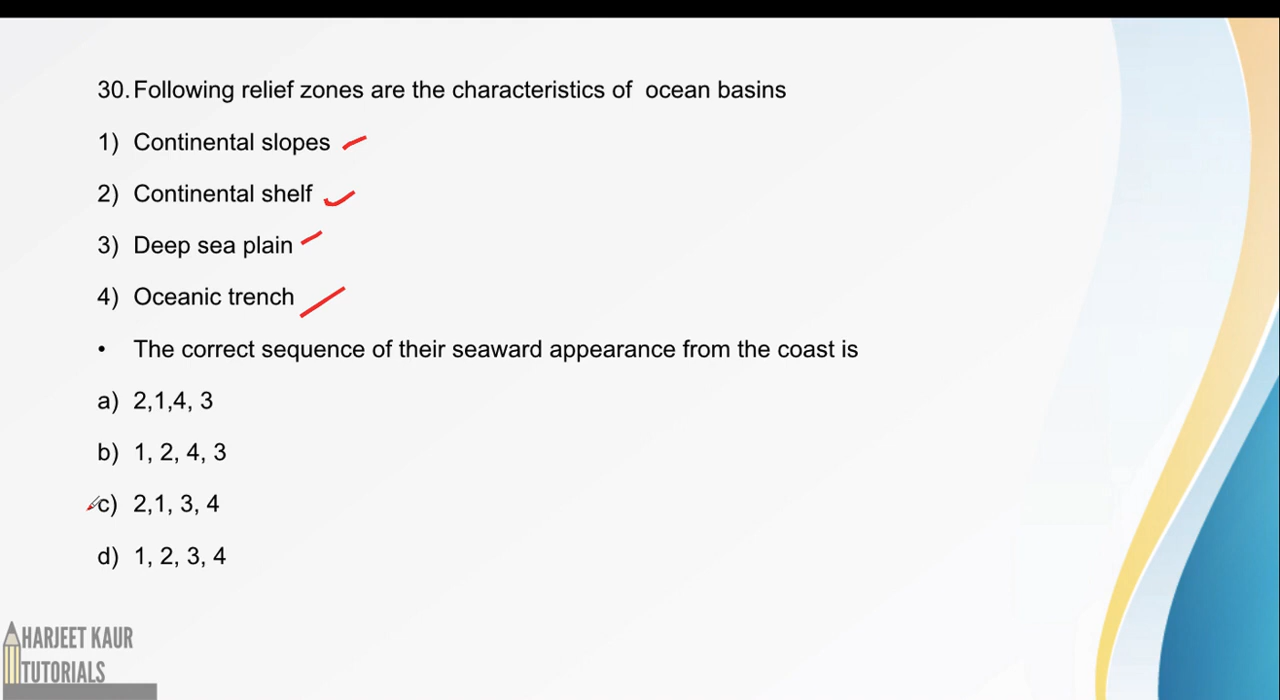 30. Following relief zones are the characteristics of ocean basins
1) Continental slopes
2) Continental shelf
3) Deep sea plain
4) Oceanic trench
• The correct sequence of their seaward appearance from the coast is
a) 2,1,4, 3
b) 1, 2, 4, 3
c) 2,1, 3, 4
d) 1, 2, 3, 4
HARJEET KAUR
TUTORIALS